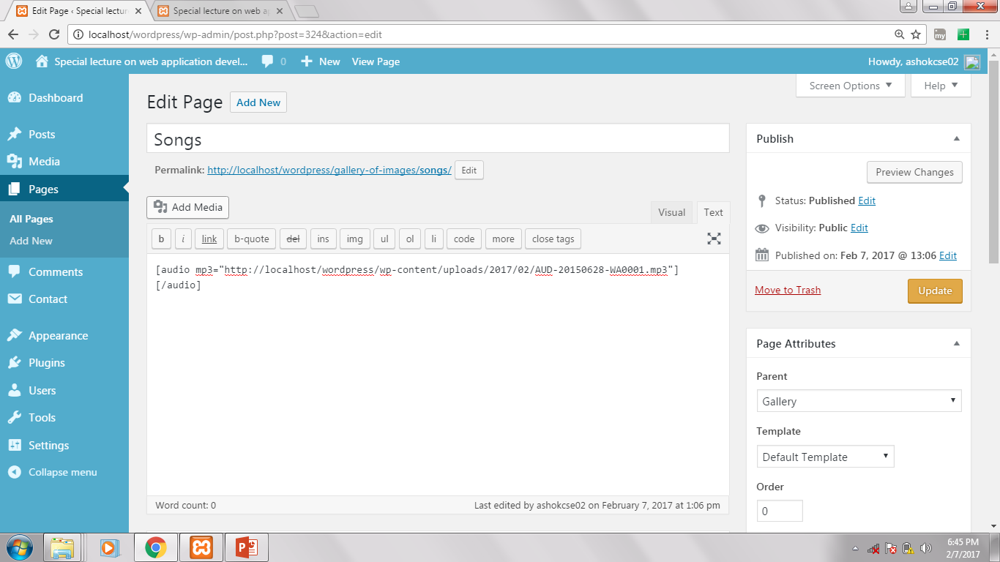 Edit Page ‹ Special lectur
Special lecture on web a
localhost/wordpress/wp-admin/post.php?post=324&action=edit
my
Special lecture on web application devel... 0 New View Page
Howdy, ashokcse02
Dashboard
Posts
Media
Pages
All Pages
Add New
Comments
Contact
Appearance
Plugins
Users
Tools
Settings
Collapse menu
Screen Options
Help
Edit Page Add New
Songs
Permalink: http://localhost/wordpress/gallery-of-images/songs/ Edit
Add Media
Visual Text
b i link b-quote del ins img ul ol li code more close tags
[audio mp3="http://localhost/wordpress/wp-content/uploads/2017/02/AUD-20150628-WA0001.mp3"]
[/audio]
Word count: 0
Last edited by ashokcse02 on February 7, 2017 at 1:06 pm
Publish
Preview Changes
Status: Published Edit
Visibility: Public Edit
Published on: Feb 7, 2017 @ 13:06 Edit
Move to Trash
Update
Page Attributes
Parent
Gallery
Template
Default Template
Order
0
6:45 PM
2/7/2017